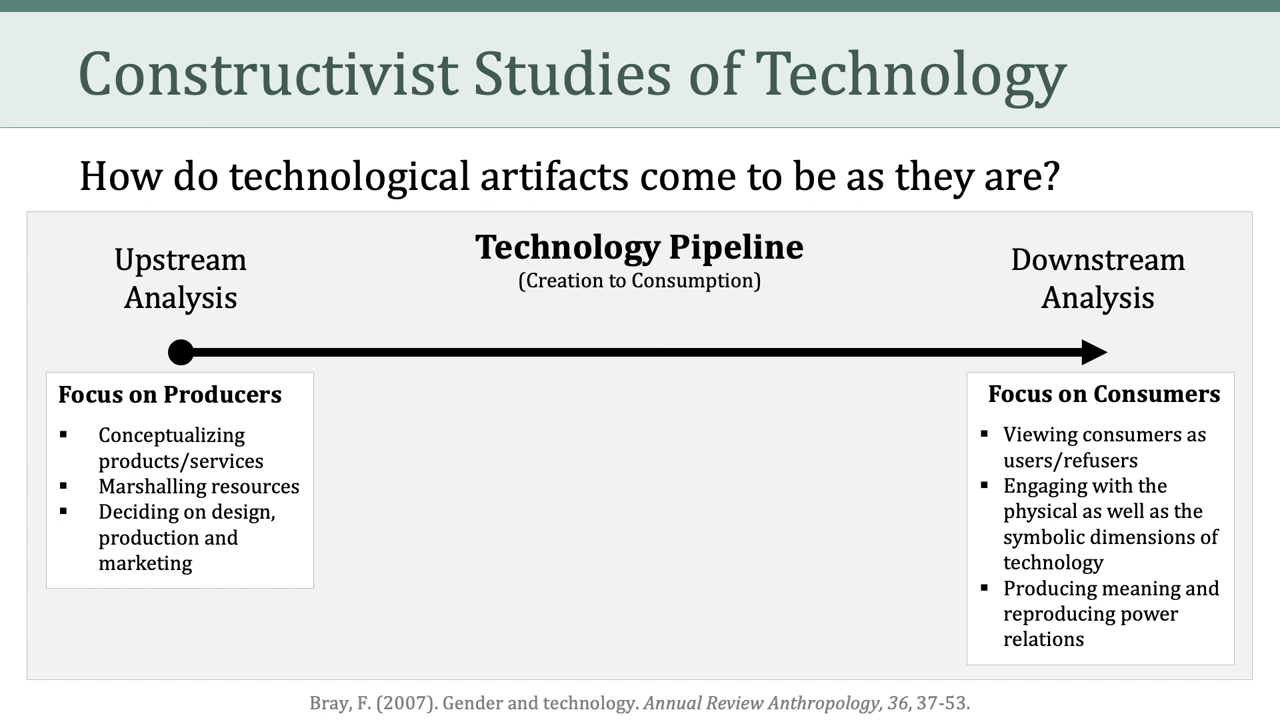 Constructivist Studies of Technology
How do technological artifacts come to be as they are?
Upstream
Analysis
Technology Pipeline
(Creation to Consumption)
Downstream
Analysis
Focus on Producers
▪ Conceptualizing
products/services
▪ Marshalling resources
▪ Deciding on design,
production and
marketing
Focus on Consumers
▪ Viewing consumers as
users/refusers
▪ Engaging with the
physical as well as the
symbolic dimensions of
technology
▪ Producing meaning and
reproducing power
relations
Bray, F. (2007). Gender and technology. Annual Review Anthropology, 36, 37-53.